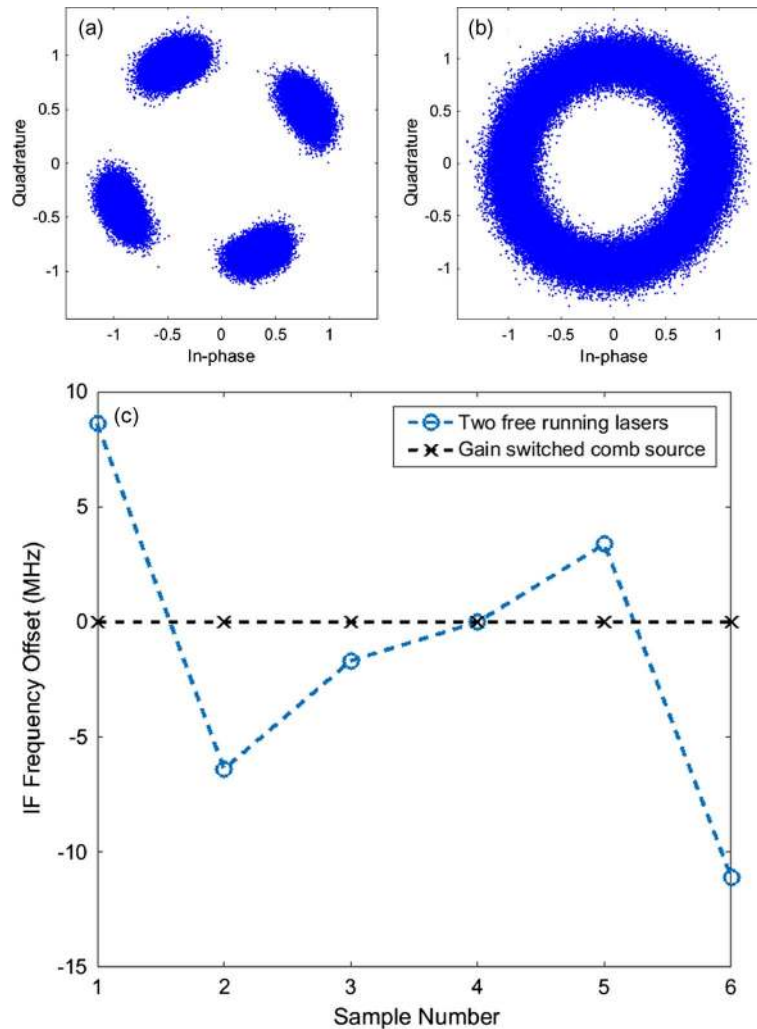 (a)
Quadrature
1
0.5
0
-0.5
-1
-1 -0.5 0 0.5 1
In-phase
(b)
Quadrature
1
0.5
0
-0.5
-1
-1 -0.5 0 0.5 1
In-phase
(c)
Two free running lasers
Gain switched comb source
IF Frequency Offset (MHz)
10
5
0
-5
-10
-15
1 2 3 4 5 6
Sample Number